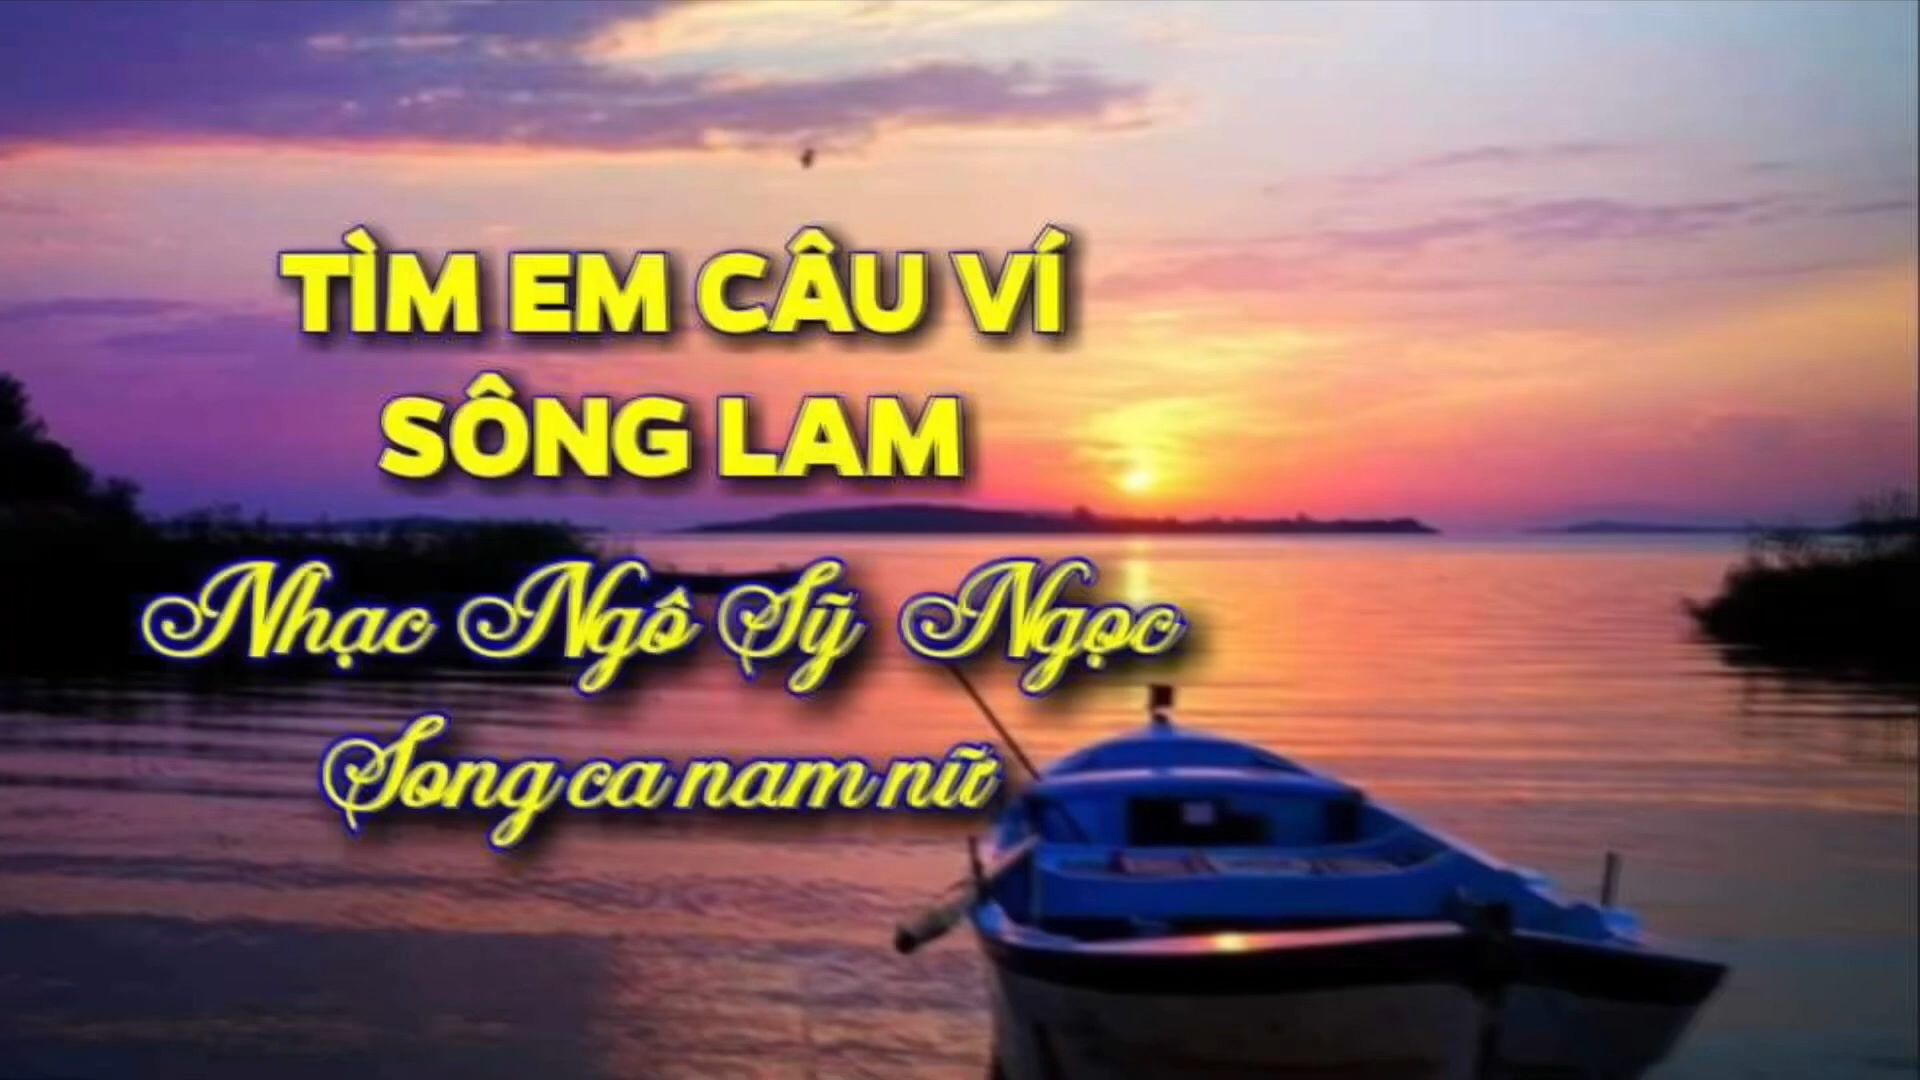 TÌM EM CÂU VÍ
SÔNG LAM
Nhạc Ngô Sỹ Ngọc
Song ca nam nữ